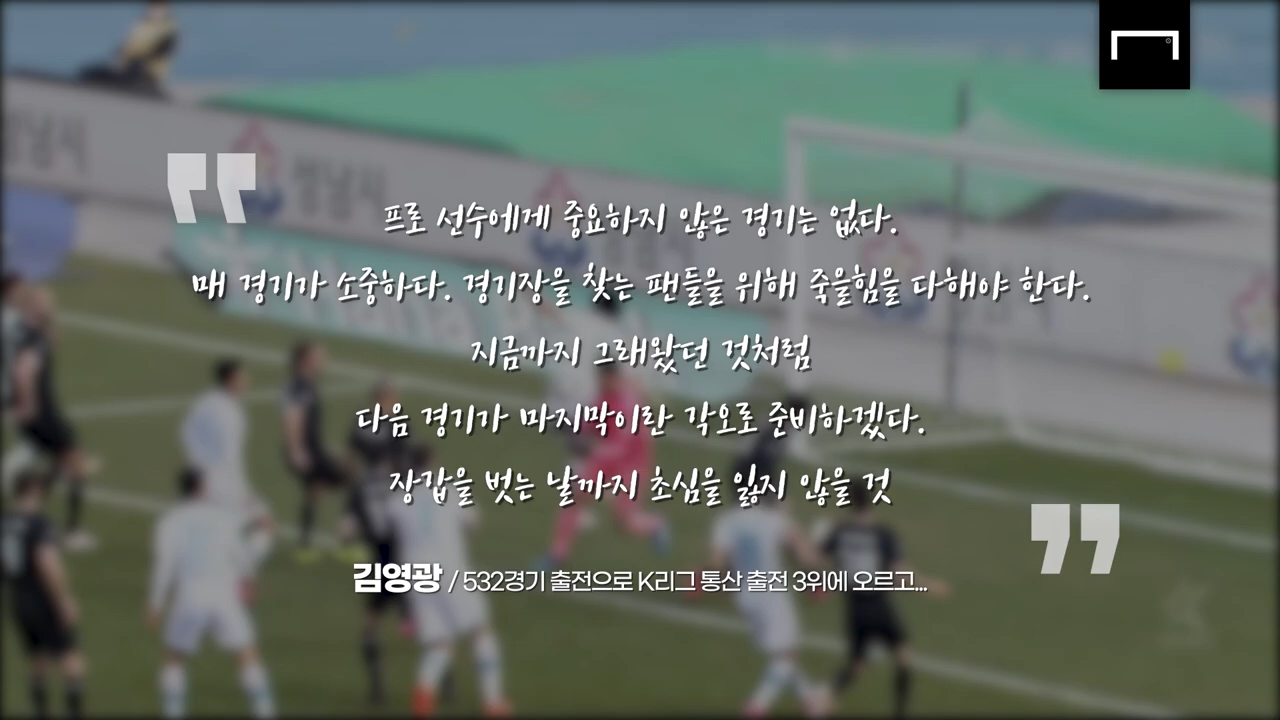 프로 선수에게 중요하지 않은 경기는 없다.
매 경기가 소중하다. 경기장을 찾는 팬들을 위해 죽을힘을 다해야 한다.
지금까지 그래왔던 것처럼
다음 경기가 마지막이란 각오로 준비하겠다.
장갑을 벗는 날까지 초심을 잃지 않을 것
김영광 / 532경기 출전으로 K리그 통산 출전 3위에 오르고...